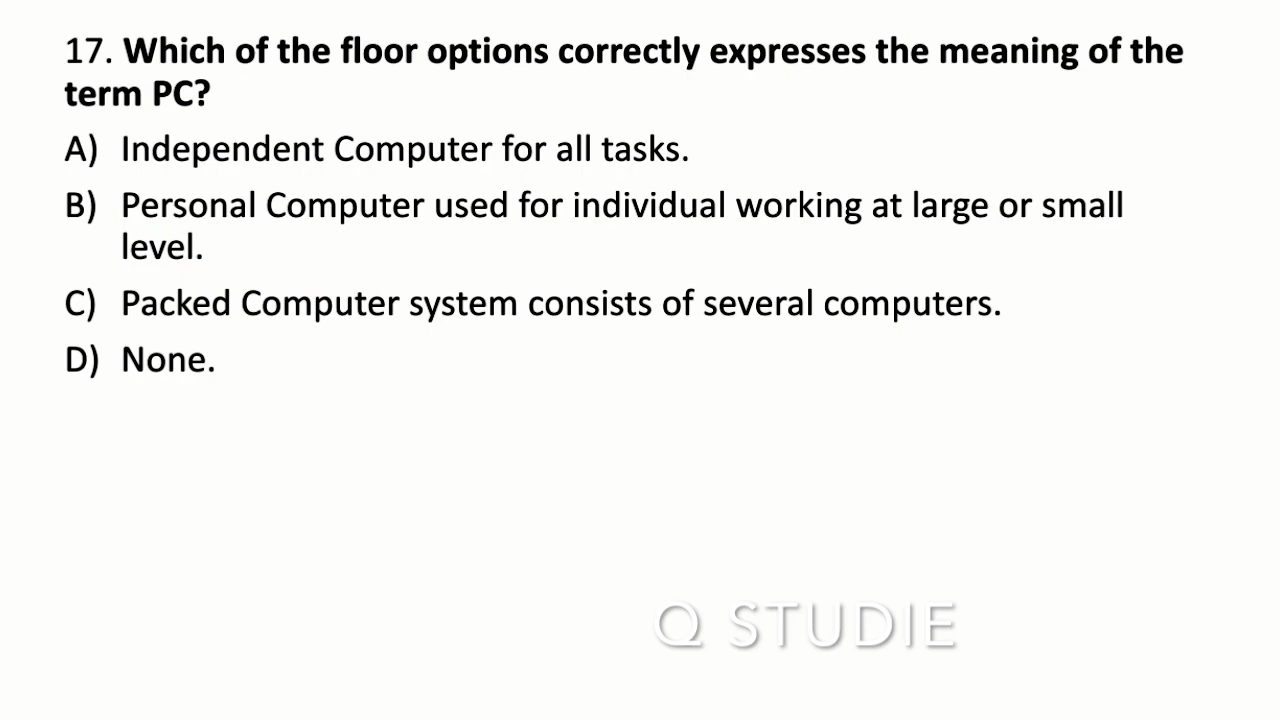 17. Which of the floor options correctly expresses the meaning of the
term PC?
A) Independent Computer for all tasks.
B) Personal Computer used for individual working at large or small
level.
C) Packed Computer system consists of several computers.
D) None.
Q STUDIE